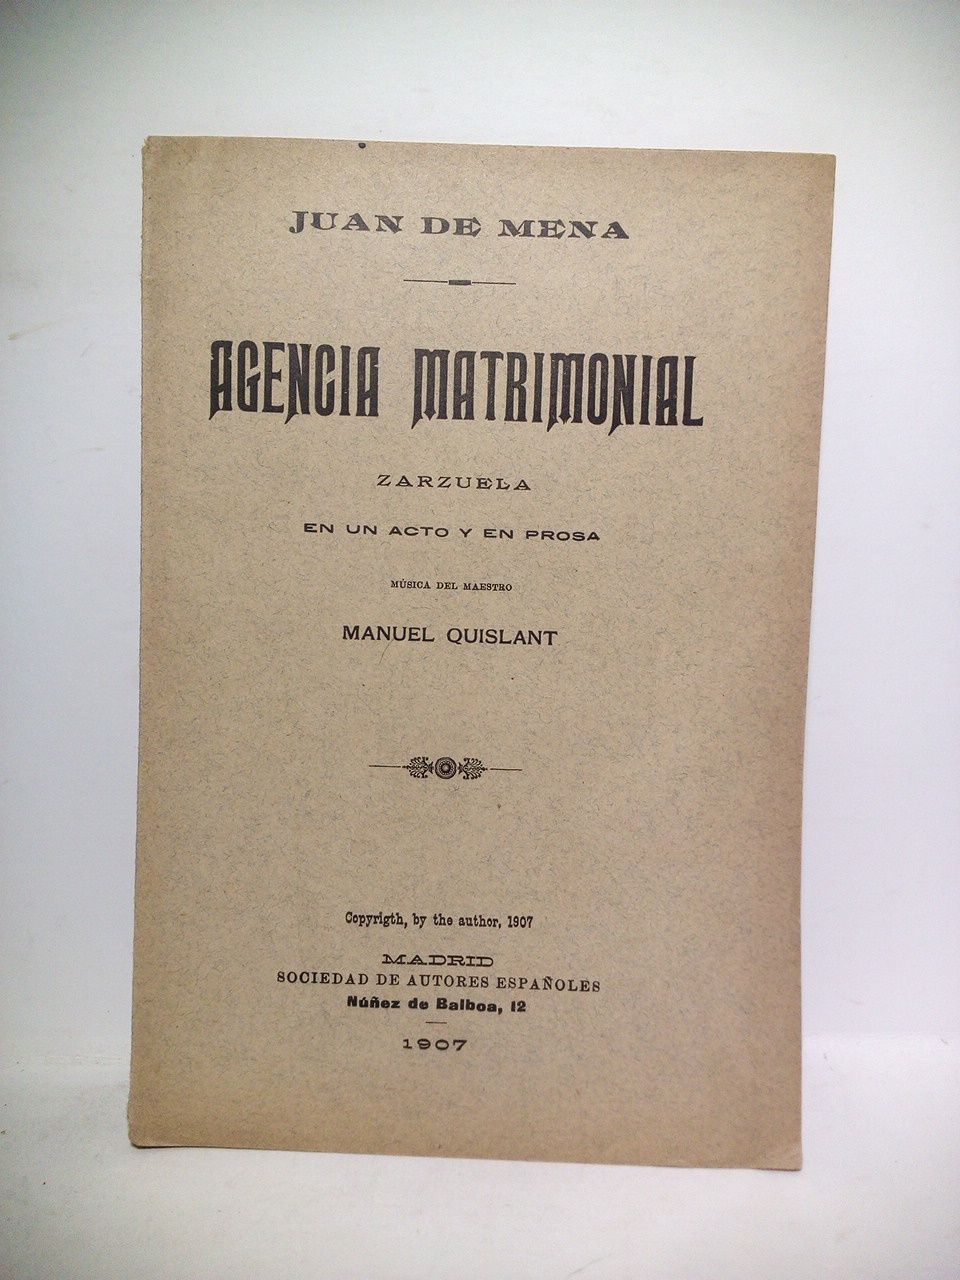 JUAN DE MENA
AGENCIA MATRIMONIAL
ZARZUELA
EN UN ACTO Y EN PROSA
MÚSICA DEL MAESTRO
MANUEL QUISLANT
Copyrigth, by the author, 1907
MADRID
SOCIEDAD DE AUTORES ESPAÑOLES
Núñez de Balboa, 12
1907